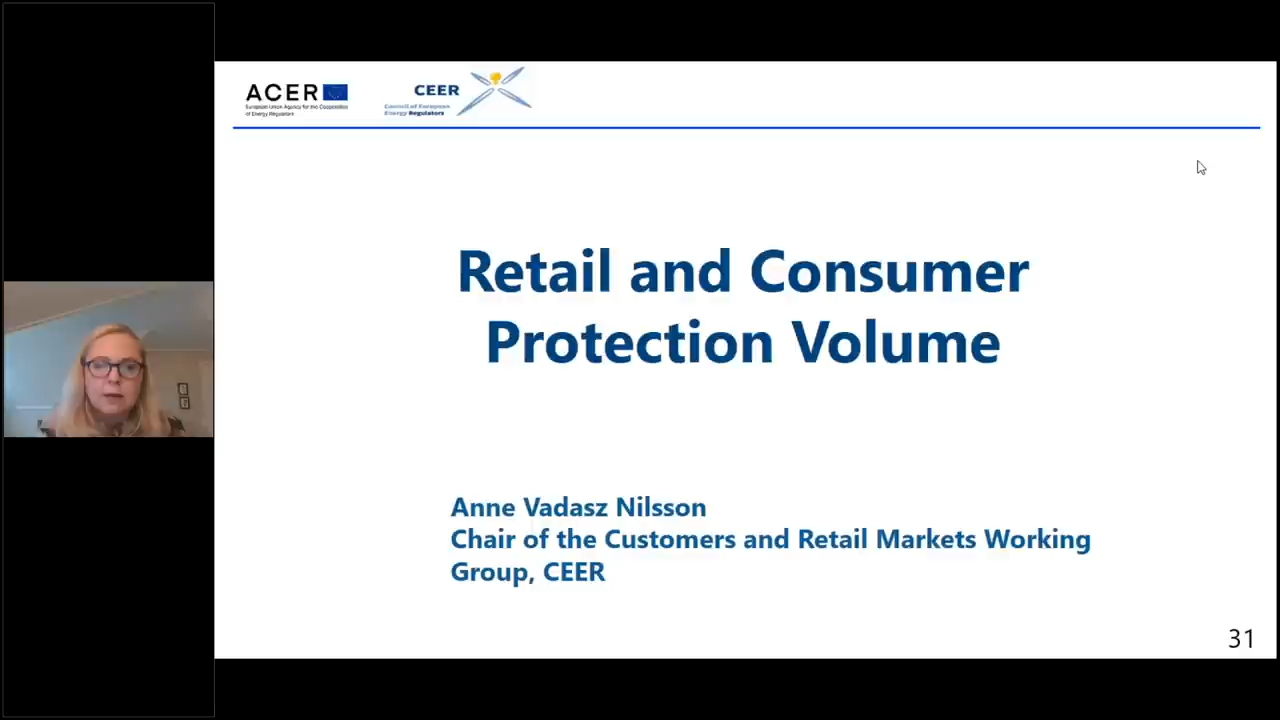 ACER
European Union Agency for the Cooperation
of Energy Regulators
CEER
Council of European
Energy Regulators
Retail and Consumer
Protection Volume
Anne Vadasz Nilsson
Chair of the Customers and Retail Markets Working
Group, CEER
31